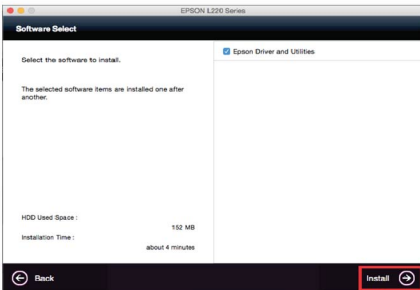 EPSON L220 Series
Software Select
Select the software to install.
The selected software items are installed one after
another.
Epson Driver and Utilities
HDD Used Space :
152 MB
Installation Time :
about 4 minutes
Back
Install